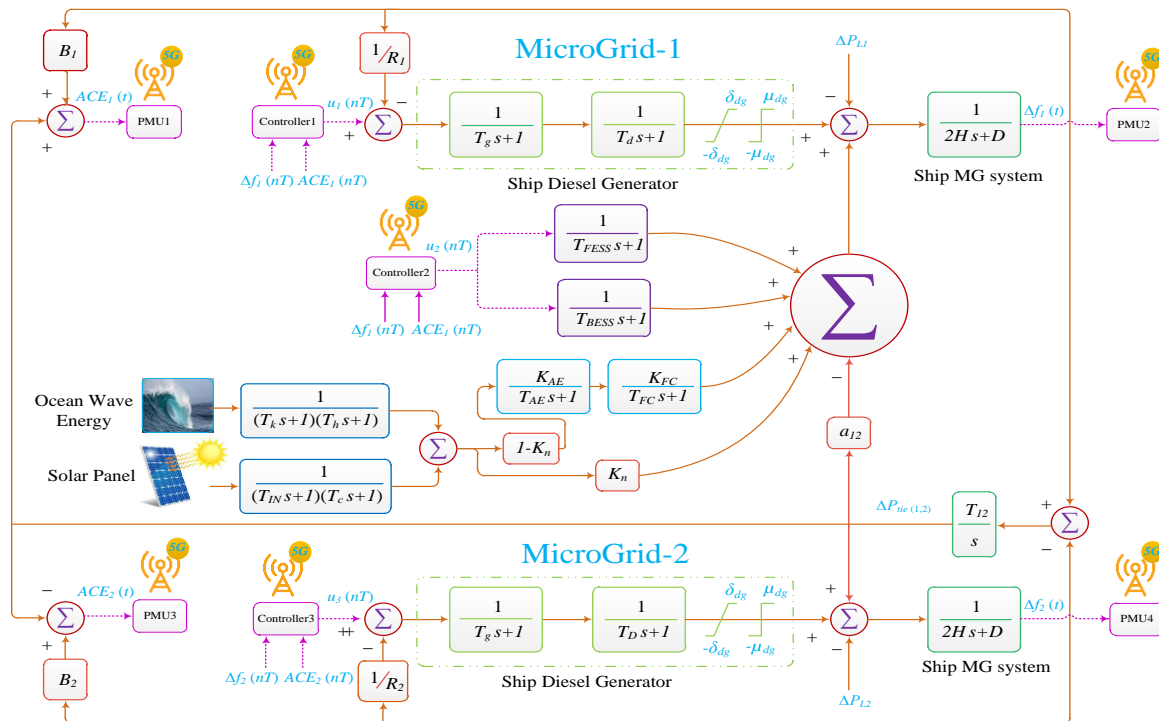 MicroGrid-1
B1
5G
ACE1 (t)
PMU1
+
+
Σ
5G
u1 (nT)
Controller1
Δf1 (nT) ACE1 (nT)
1/R1
−
+
Σ
1
Tg s+1
1
Td s+1
δdg
-δdg
μdg
-μdg
Ship Diesel Generator
ΔPL1
−
+
+
Σ
1
2H s+D
Ship MG system
Δf1 (t)
5G
PMU2
5G
u2 (nT)
Controller2
Δf1 (nT) ACE1 (nT)
1
TFESS s+1
1
TBESS s+1
+
+
+
+
−
Σ
Ocean Wave
Energy
1
(Tk s+1)(Th s+1)
Solar Panel
1
(TIN s+1)(Tc s+1)
+
+
Σ
1-Kn
KAE
TAE s+1
KFC
TFC s+1
Kn
a12
ΔPtie (1,2)
T12
s
+
−
Σ
MicroGrid-2
−
+
Σ
ACE2 (t)
5G
PMU3
B2
5G
u3 (nT)
Controller3
Δf2 (nT) ACE2 (nT)
++
−
Σ
1/R2
1
Tg s+1
1
TD s+1
δdg
-δdg
μdg
-μdg
Ship Diesel Generator
+
+
−
Σ
ΔPL2
1
2H s+D
Ship MG system
Δf2 (t)
5G
PMU4